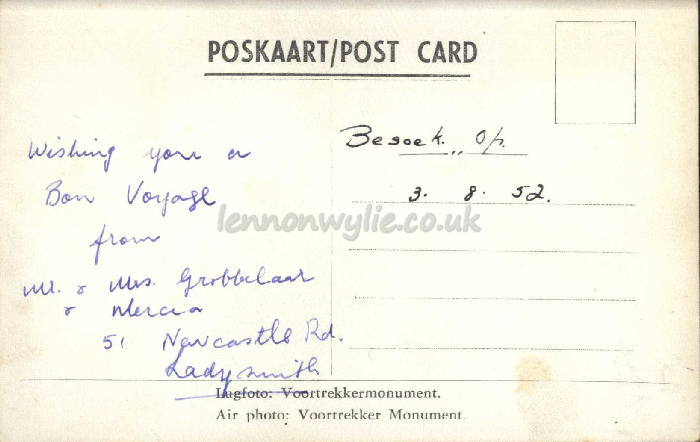 POSKAART/POST CARD
Wishing you a
Bon Voyage
from
Mr. & Mrs. Grobbelaar
& Mercia
51 Newcastle Rd.
Ladysmith
Besoek. Op.
3. 8. 52.
lennonwylie.co.uk
Lugfoto: Voortrekkermonument.
Air photo: Voortrekker Monument.